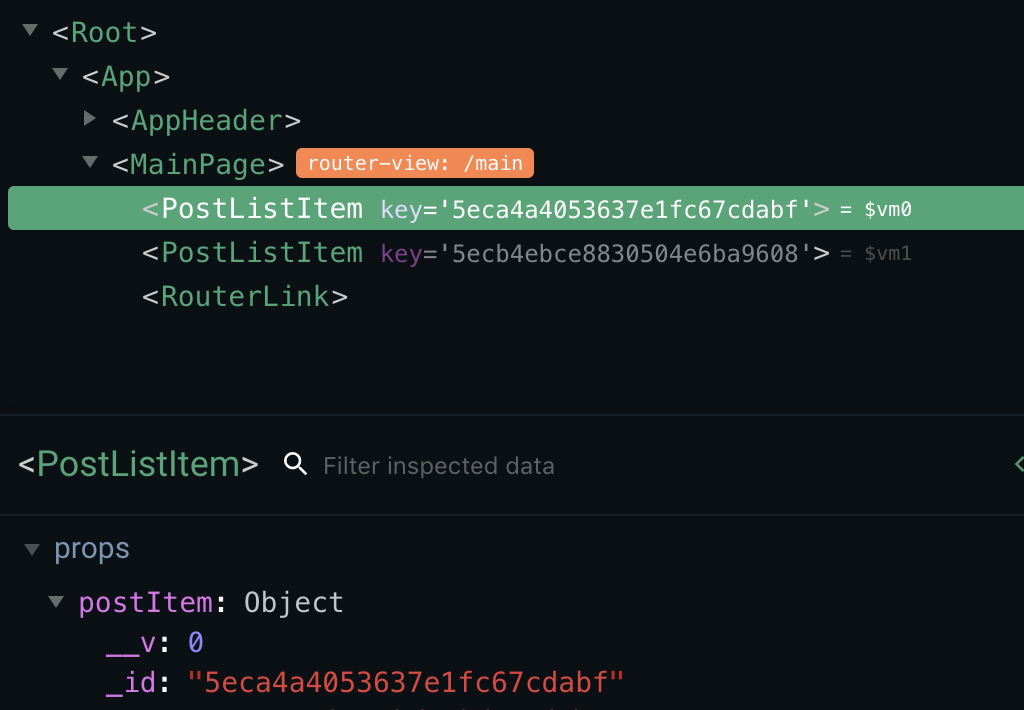 <Root>
<App>
<AppHeader>
<MainPage> router-view: /main
<PostListItem key='5eca4a4053637e1fc67cdabf'> = $vm0
<PostListItem key='5ecb4ebce8830504e6ba9608'> = $vm1
<RouterLink>
<PostListItem> Filter inspected data
props
postItem: Object
__v: 0
_id: "5eca4a4053637e1fc67cdabf"